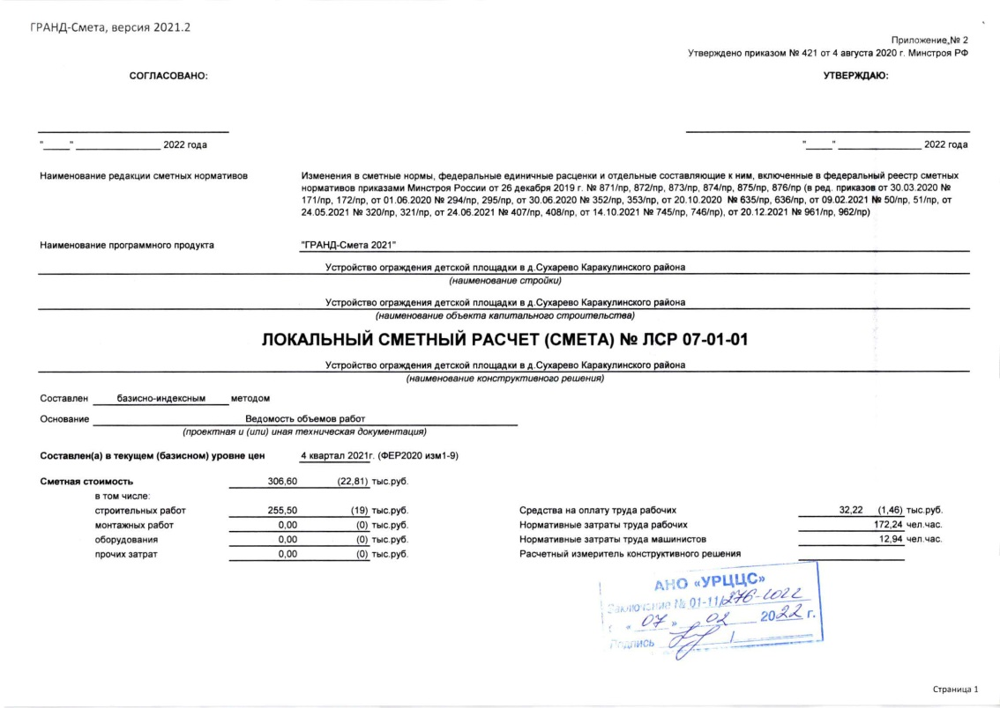 ГРАНД-Смета, версия 2021.2
Приложение № 2
Утверждено приказом № 421 от 4 августа 2020 г. Минстроя РФ
СОГЛАСОВАНО: УТВЕРЖДАЮ:
"_____" ________________ 2022 года "_____" ________________ 2022 года
Наименование редакции сметных нормативов Изменения в сметные нормы, федеральные единичные расценки и отдельные составляющие к ним, включенные в федеральный реестр сметных
нормативов приказами Минстроя России от 26 декабря 2019 г. № 871/пр, 872/пр, 873/пр, 874/пр, 875/пр, 876/пр (в ред. приказов от 30.03.2020 №
171/пр, 172/пр, от 01.06.2020 № 294/пр, 295/пр, от 30.06.2020 № 352/пр, 353/пр, от 20.10.2020 № 635/пр, 636/пр, от 09.02.2021 № 50/пр, 51/пр, от
24.05.2021 № 320/пр, 321/пр, от 24.06.2021 № 407/пр, 408/пр, от 14.10.2021 № 745/пр, 746/пр), от 20.12.2021 № 961/пр, 962/пр)
Наименование программного продукта "ГРАНД-Смета 2021"
Устройство ограждения детской площадки в д.Сухарево Каракулинского района
(наименование стройки)
Устройство ограждения детской площадки в д.Сухарево Каракулинского района
(наименование объекта капитального строительства)
ЛОКАЛЬНЫЙ СМЕТНЫЙ РАСЧЕТ (СМЕТА) № ЛСР 07-01-01
Устройство ограждения детской площадки в д.Сухарево Каракулинского района
(наименование конструктивного решения)
Составлен базисно-индексным методом
Основание Ведомость объемов работ
(проектная и (или) иная техническая документация)
Составлен(а) в текущем (базисном) уровне цен 4 квартал 2021г. (ФЕР2020 изм1-9)
Сметная стоимость 306,60 (22,81) тыс.руб.
в том числе:
строительных работ 255,50 (19) тыс.руб. Средства на оплату труда рабочих 32,22 (1,46) тыс.руб.
монтажных работ 0,00 (0) тыс.руб. Нормативные затраты труда рабочих 172,24 чел.час.
оборудования 0,00 (0) тыс.руб. Нормативные затраты труда машинистов 12,94 чел.час.
прочих затрат 0,00 (0) тыс.руб. Расчетный измеритель конструктивного решения
АНО «УРЦЦС»
Заключение № 01-11/276-2022
« 07 » 02 2022 г.
Подпись
Страница 1